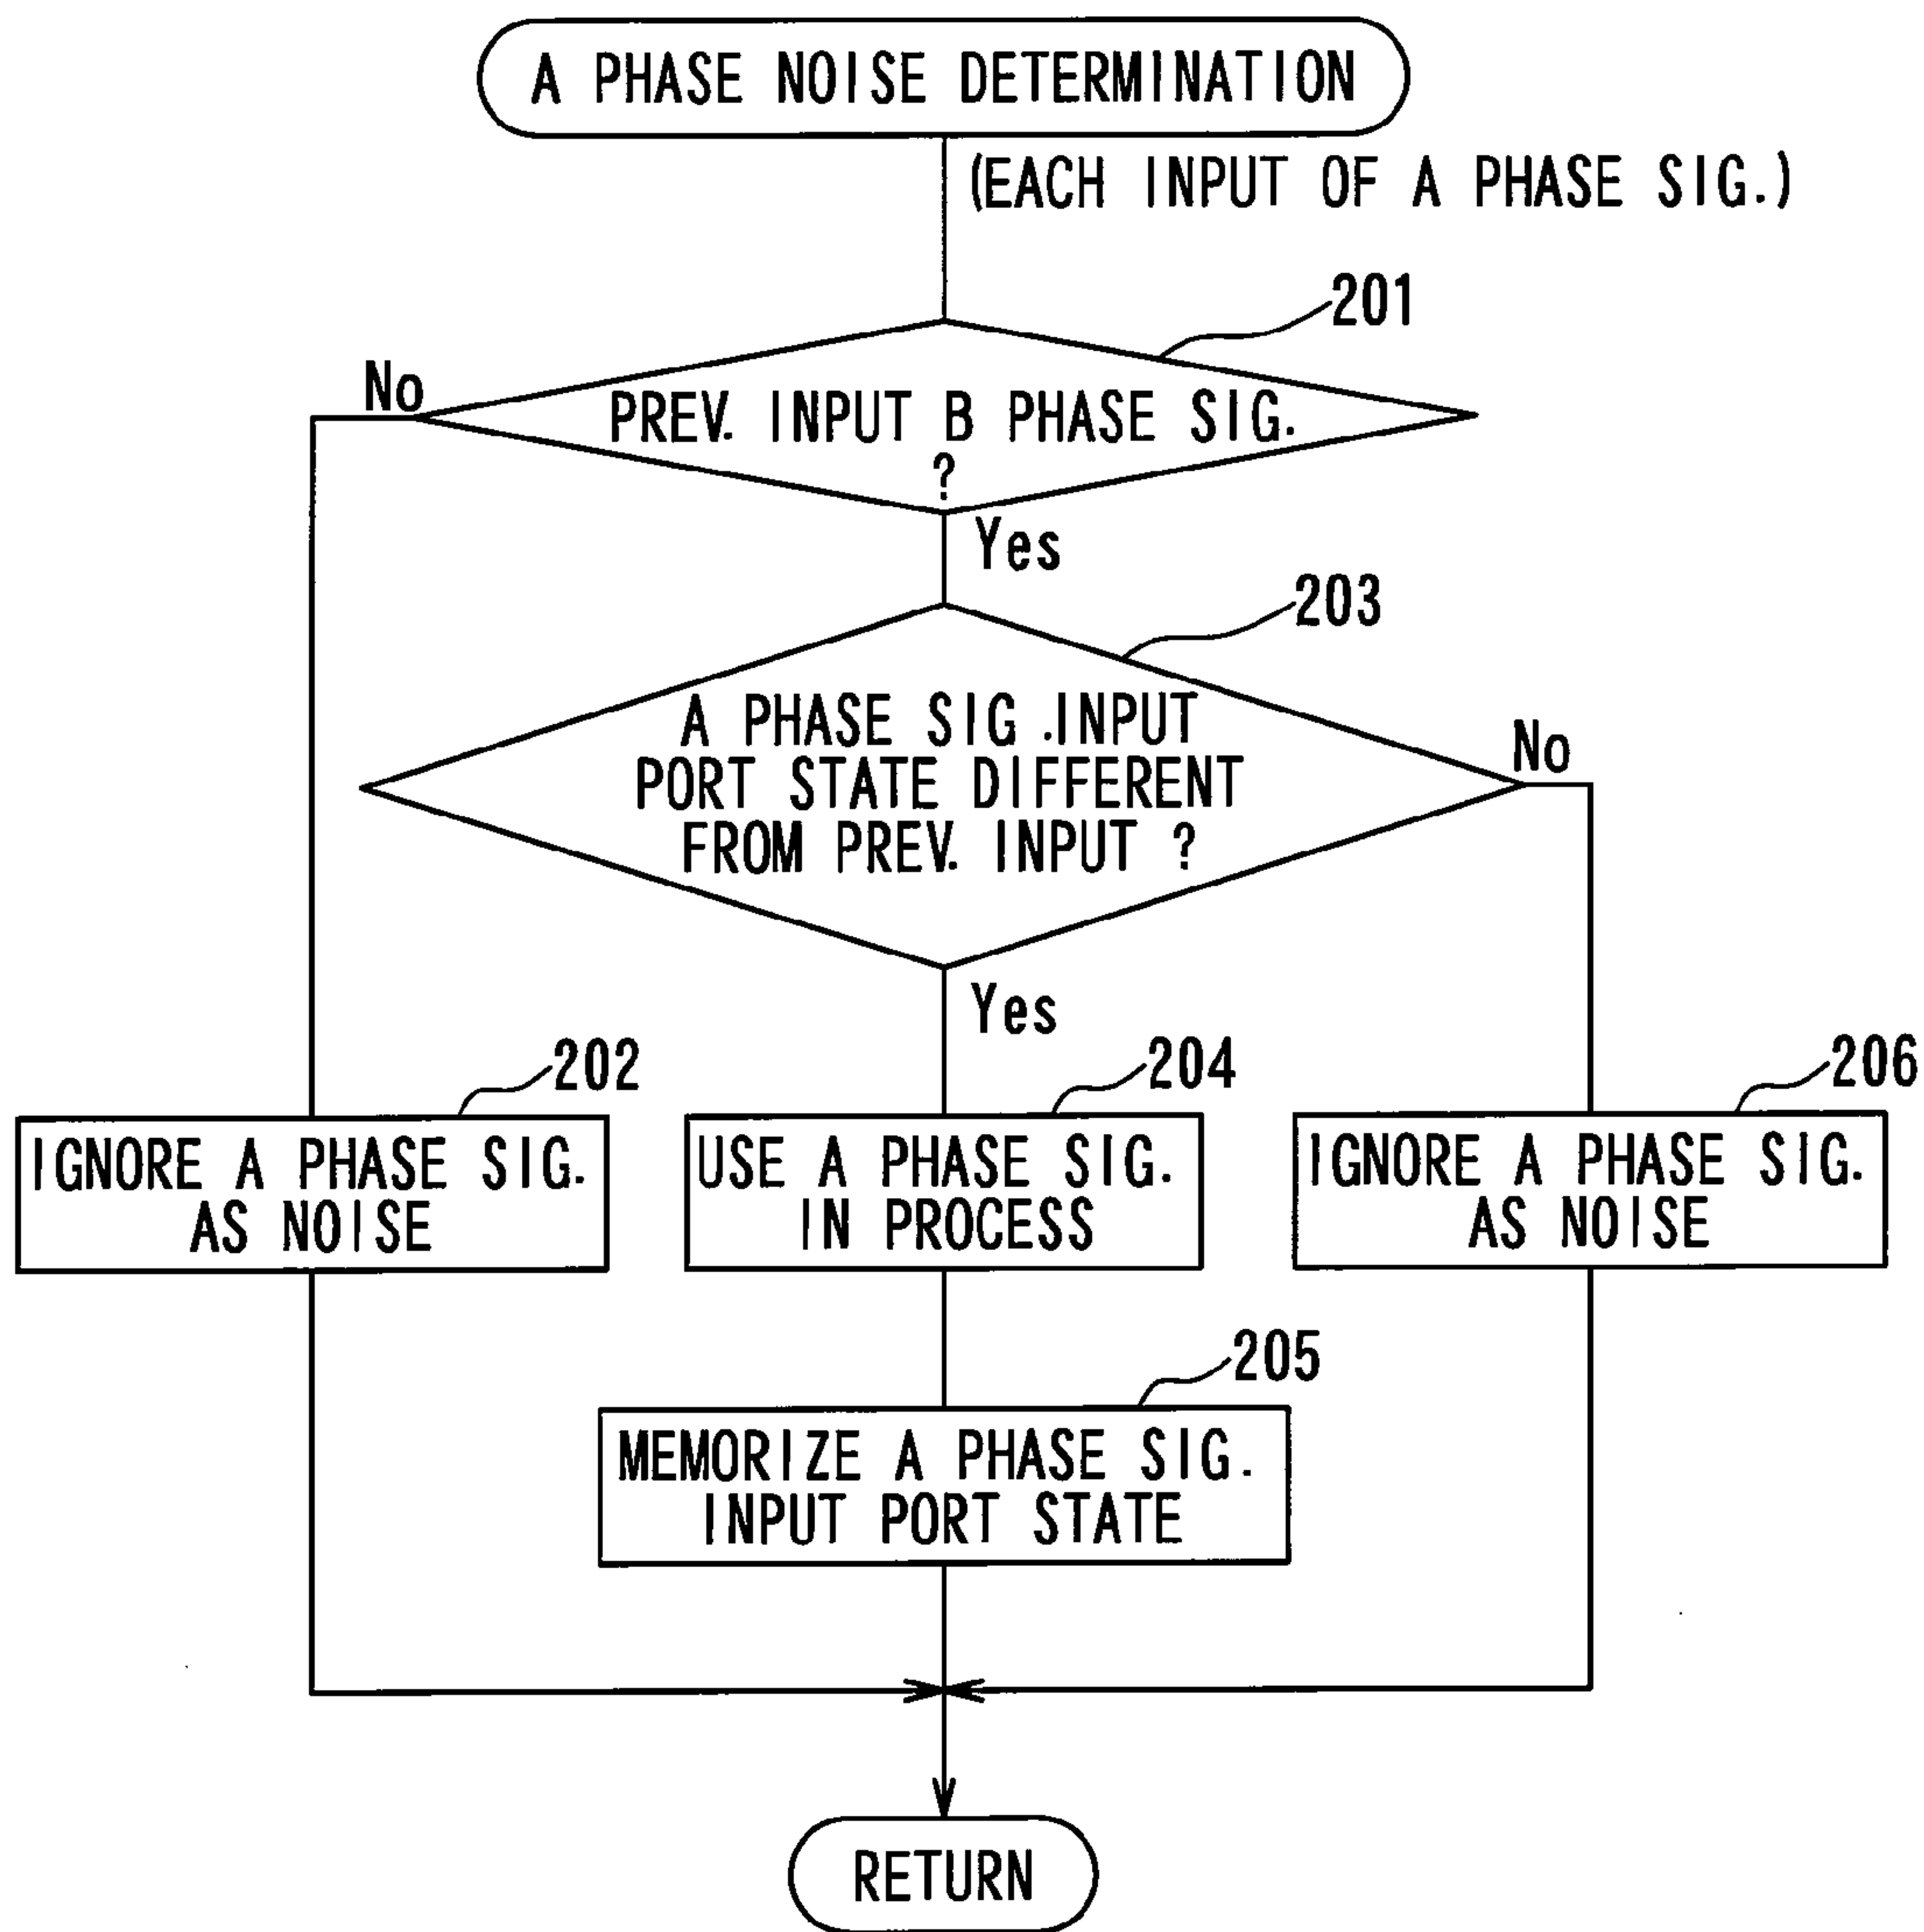 A PHASE NOISE DETERMINATION
(EACH INPUT OF A PHASE SIG.)
201
No
PREV. INPUT B PHASE SIG.
?
Yes
203
A PHASE SIG .INPUT
PORT STATE DIFFERENT
FROM PREV. INPUT ?
No
Yes
202
204
206
IGNORE A PHASE SIG.
AS NOISE
USE A PHASE SIG.
IN PROCESS
IGNORE A PHASE SIG.
AS NOISE
205
MEMORIZE A PHASE SIG.
INPUT PORT STATE
RETURN